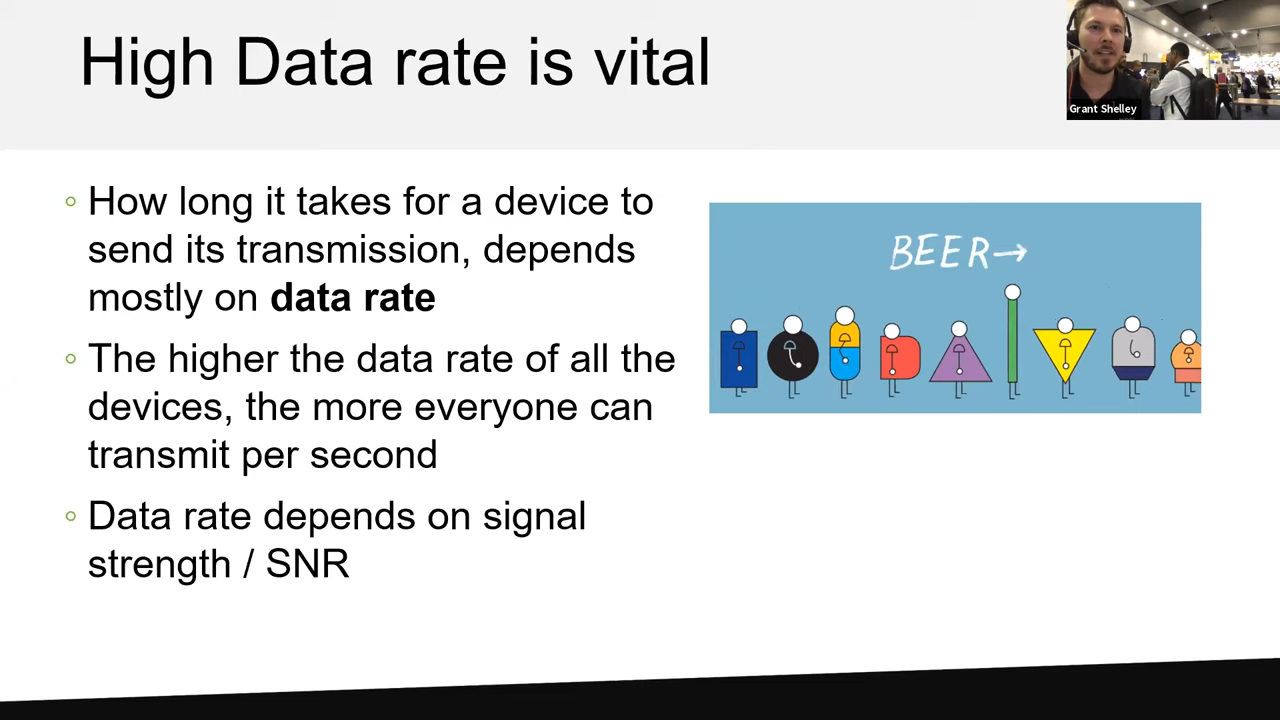 High Data rate is vital
Grant Shelley
◦ How long it takes for a device to
send its transmission, depends
mostly on data rate
◦ The higher the data rate of all the
devices, the more everyone can
transmit per second
◦ Data rate depends on signal
strength / SNR
BEER→